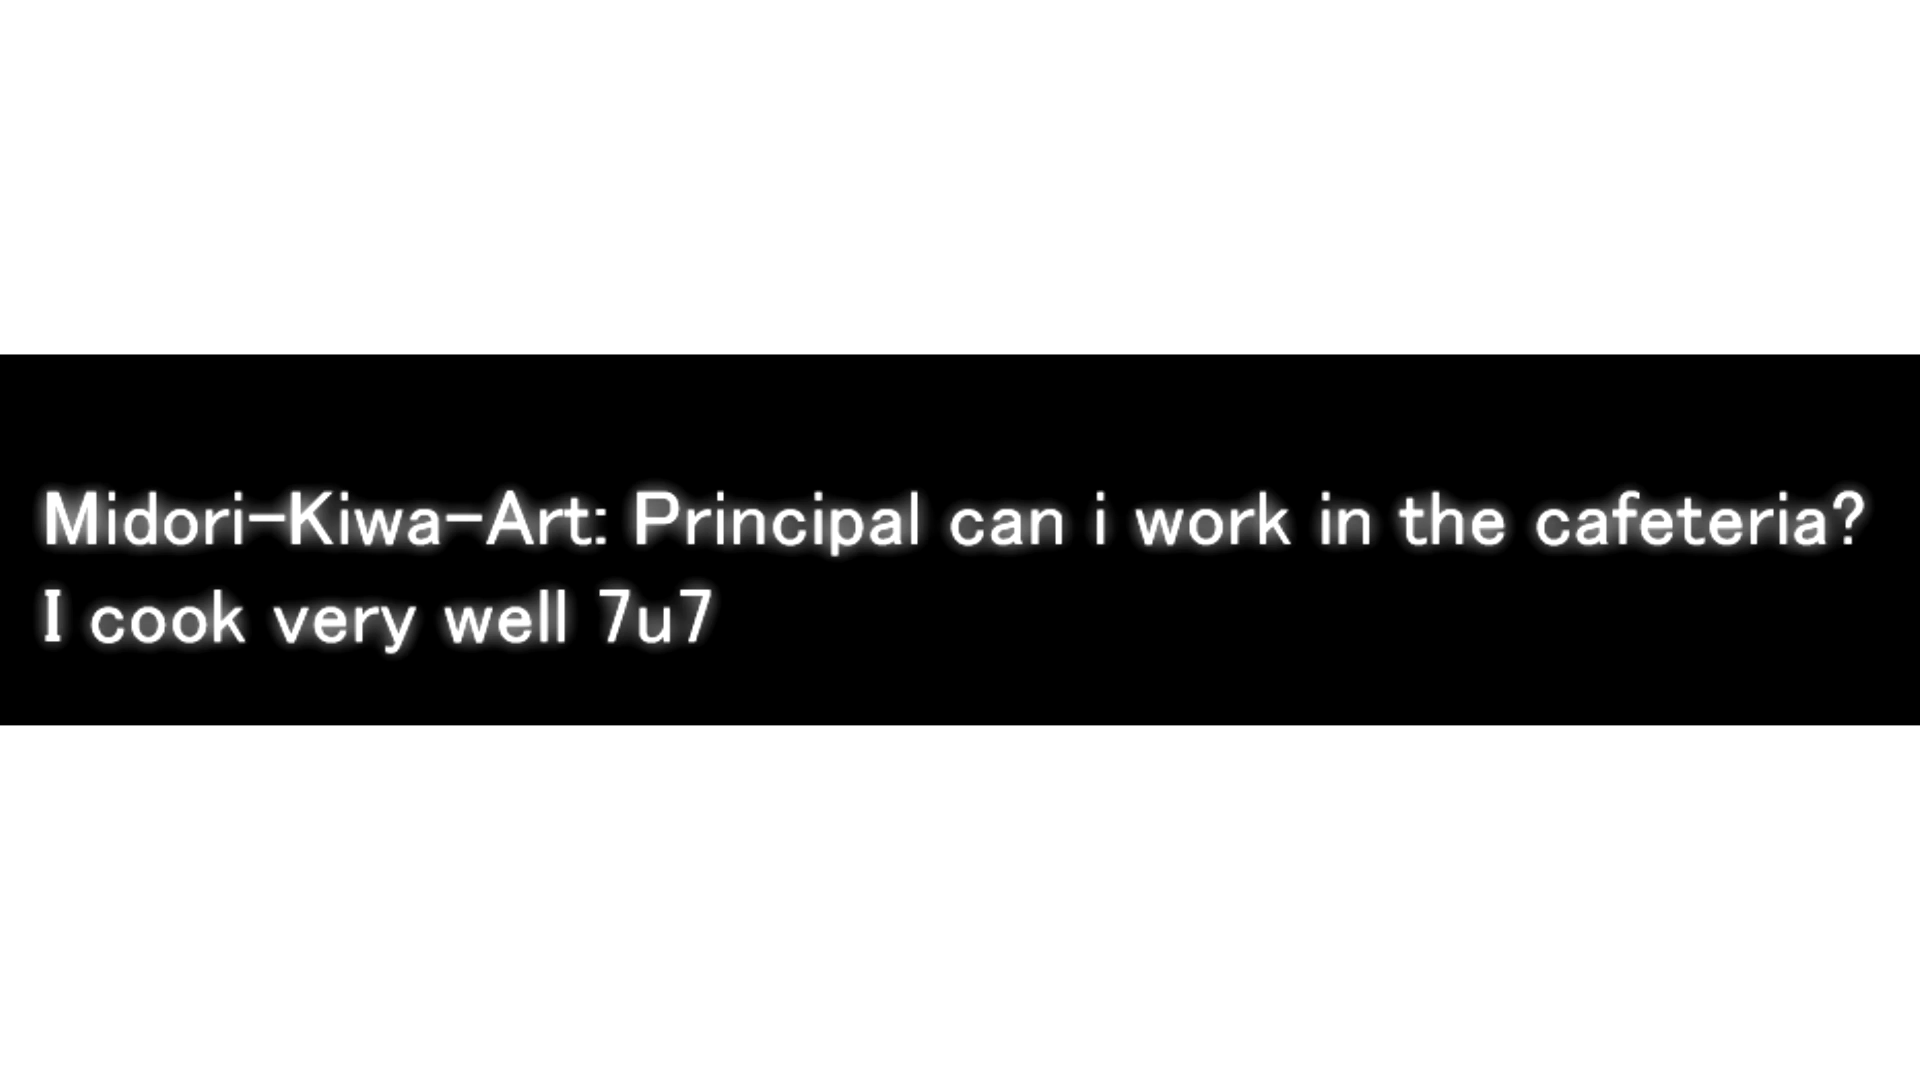 Midori-Kiwa-Art: Principal can i work in the cafeteria?
I cook very well 7u7